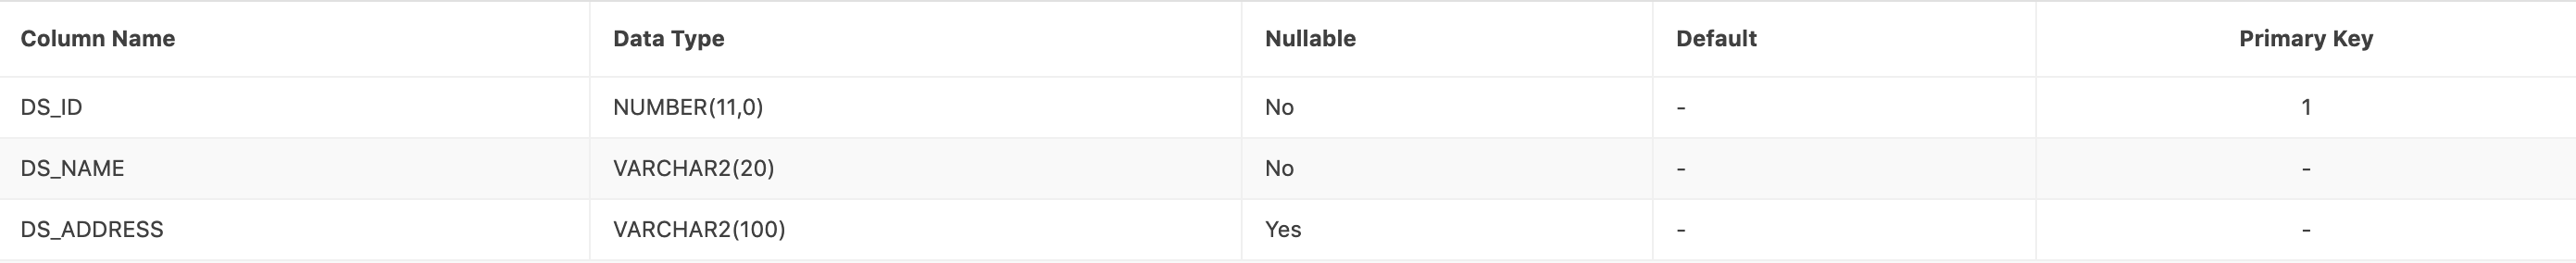 Column Name Data Type Nullable Default Primary Key
DS_ID NUMBER(11,0) No - 1
DS_NAME VARCHAR2(20) No - -
DS_ADDRESS VARCHAR2(100) Yes - -